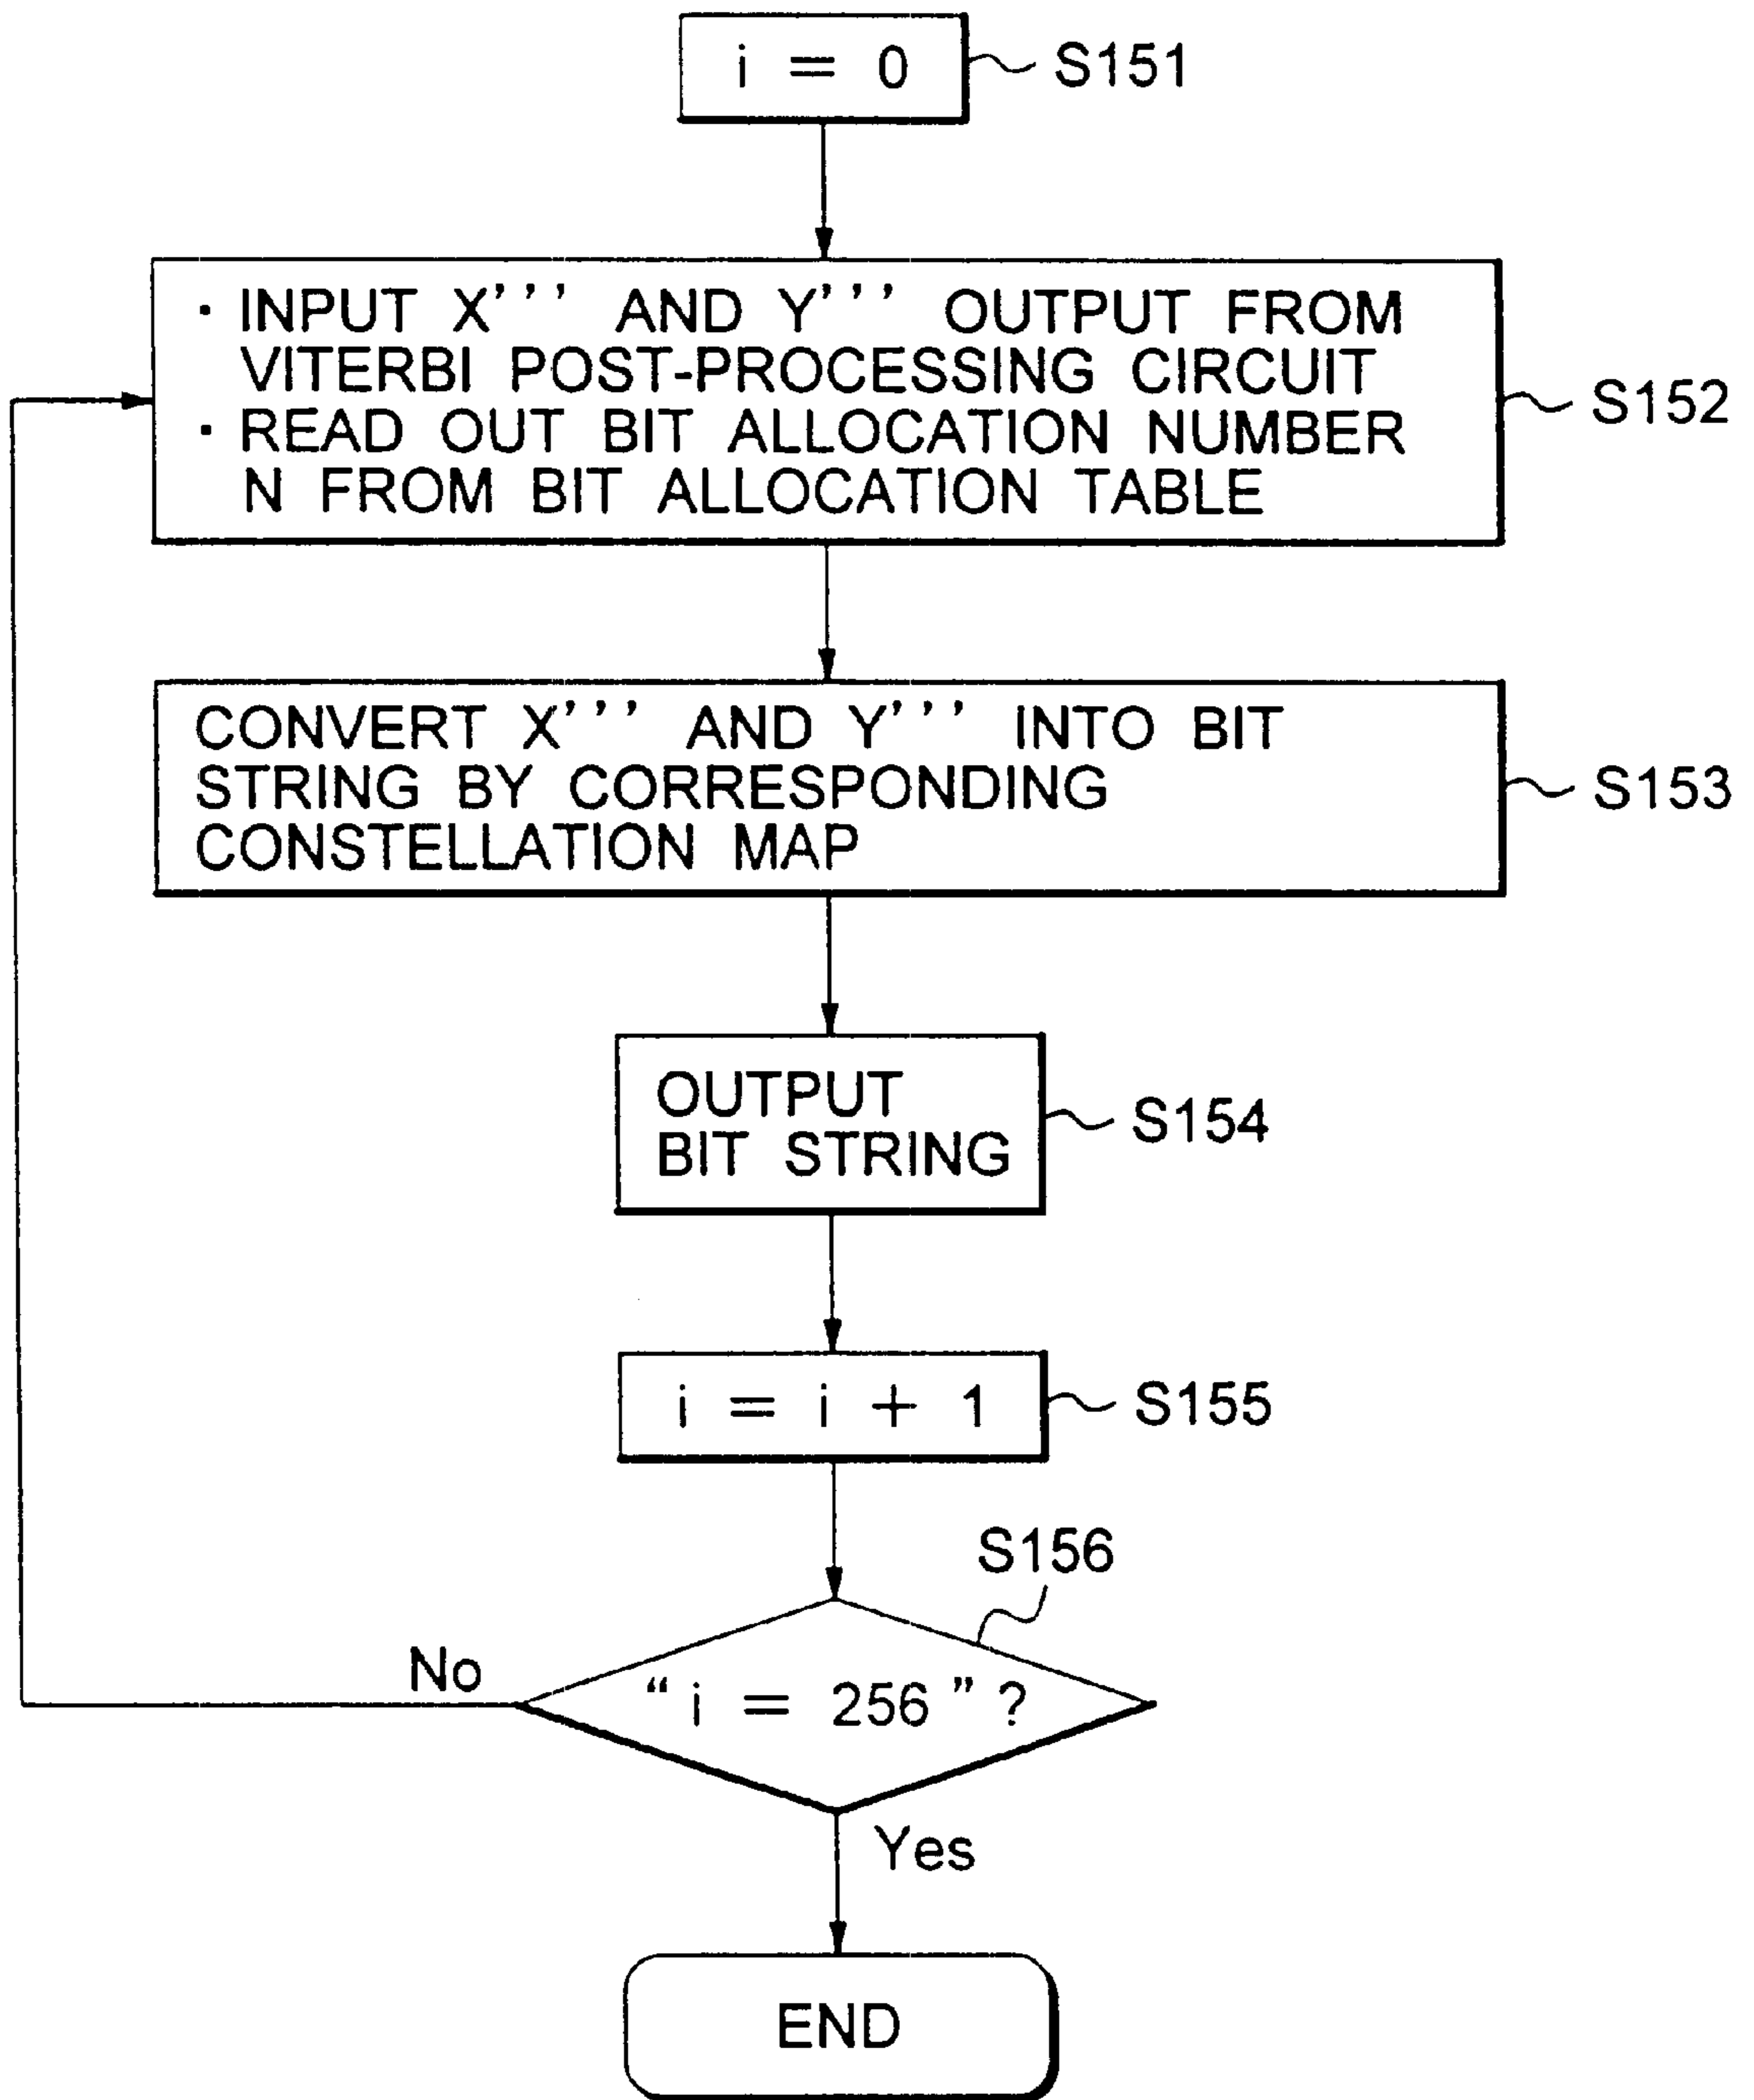 i = 0
S151
· INPUT X''' AND Y''' OUTPUT FROM
VITERBI POST-PROCESSING CIRCUIT
· READ OUT BIT ALLOCATION NUMBER
N FROM BIT ALLOCATION TABLE
S152
CONVERT X''' AND Y''' INTO BIT
STRING BY CORRESPONDING
CONSTELLATION MAP
S153
OUTPUT
BIT STRING
S154
i = i + 1
S155
S156
No
“ i = 256 ” ?
Yes
END